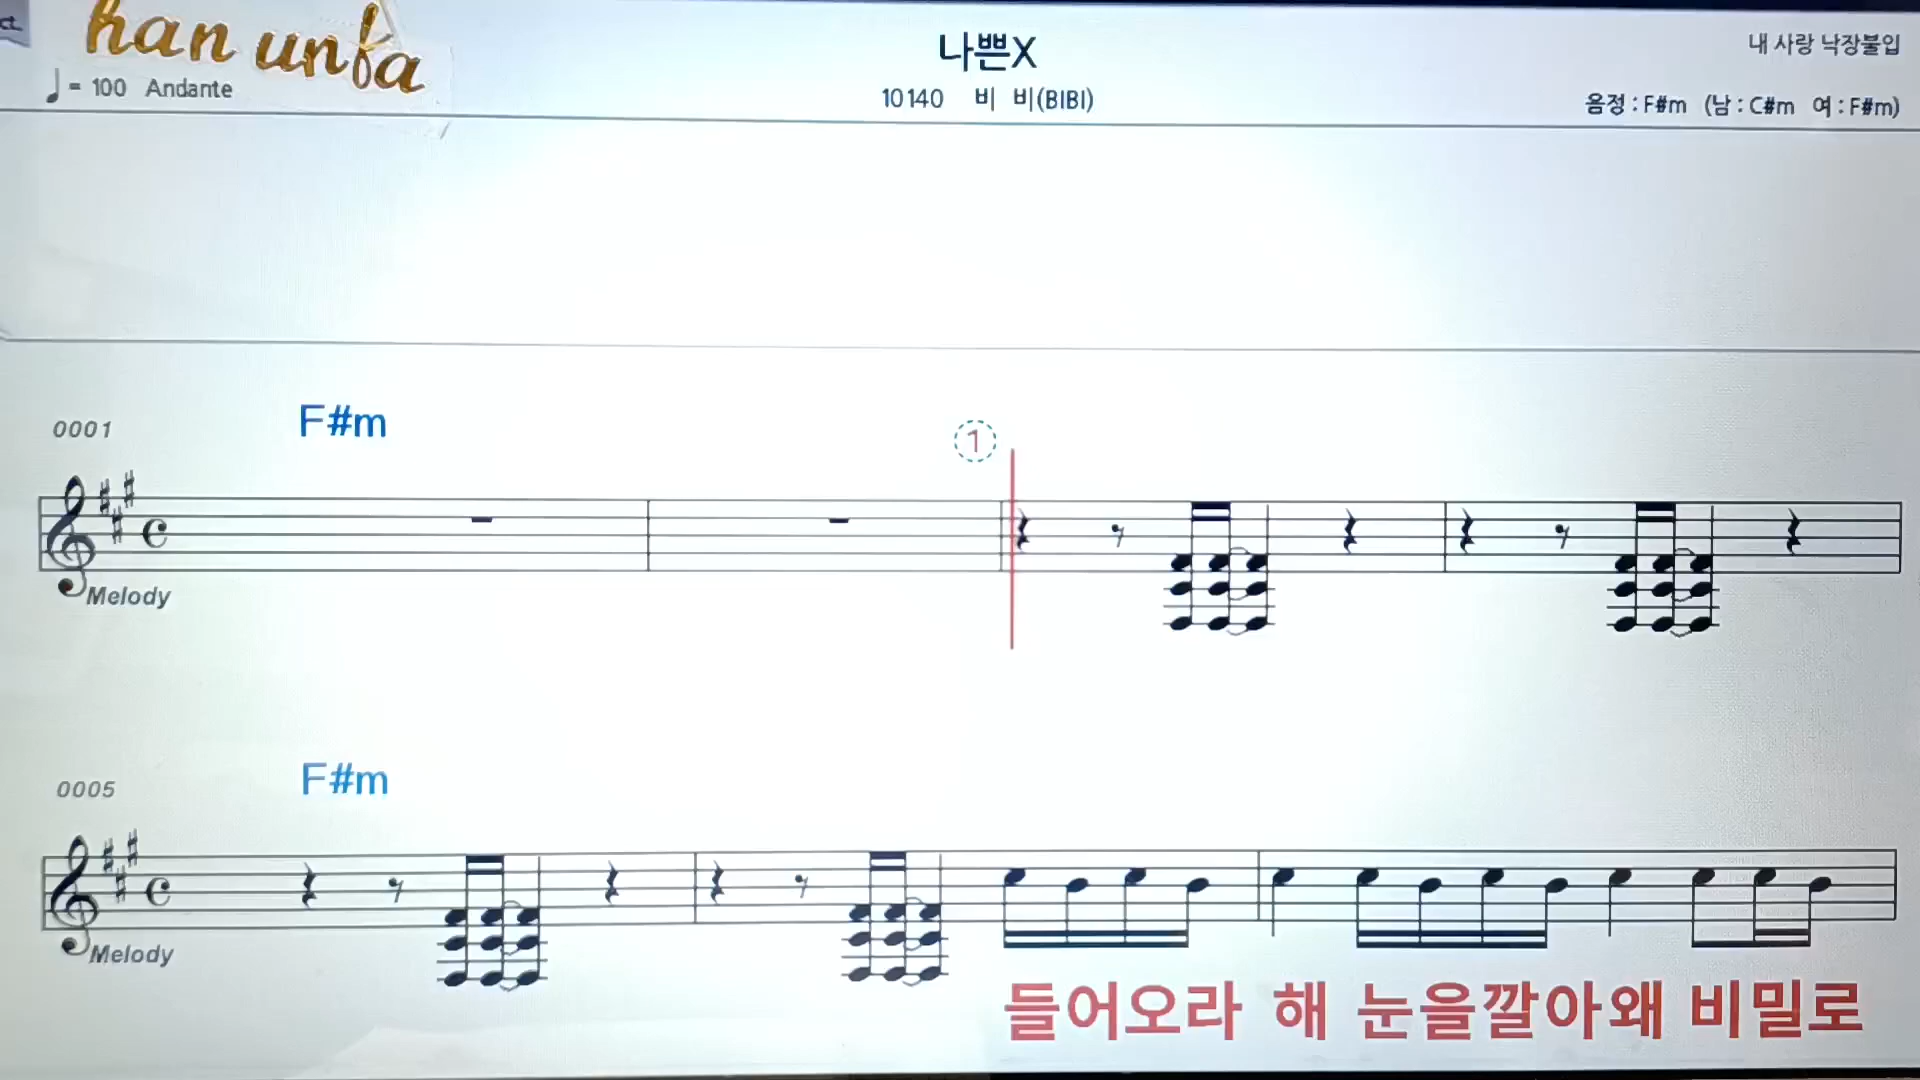 ct.
han unfa
나쁜X
내 사랑 낙장불입
♩= 100 Andante
10140 비 비(BIBI)
음정 : F#m (남 : C#m 여 : F#m)
0001
F#m
1
Melody
0005
F#m
Melody
들어오라 해 눈을깔아왜 비밀로